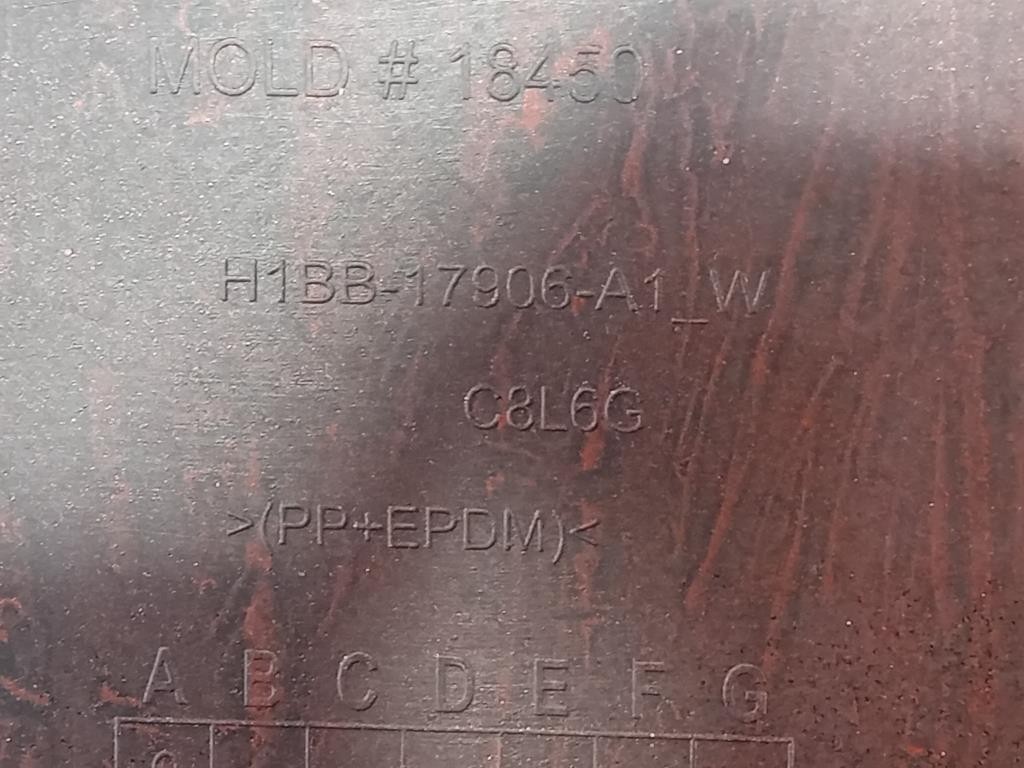 MOLD # 18450
H1BB-17906-A1_W
C8L6G
>(PP+EPDM)<
A B C D E F G